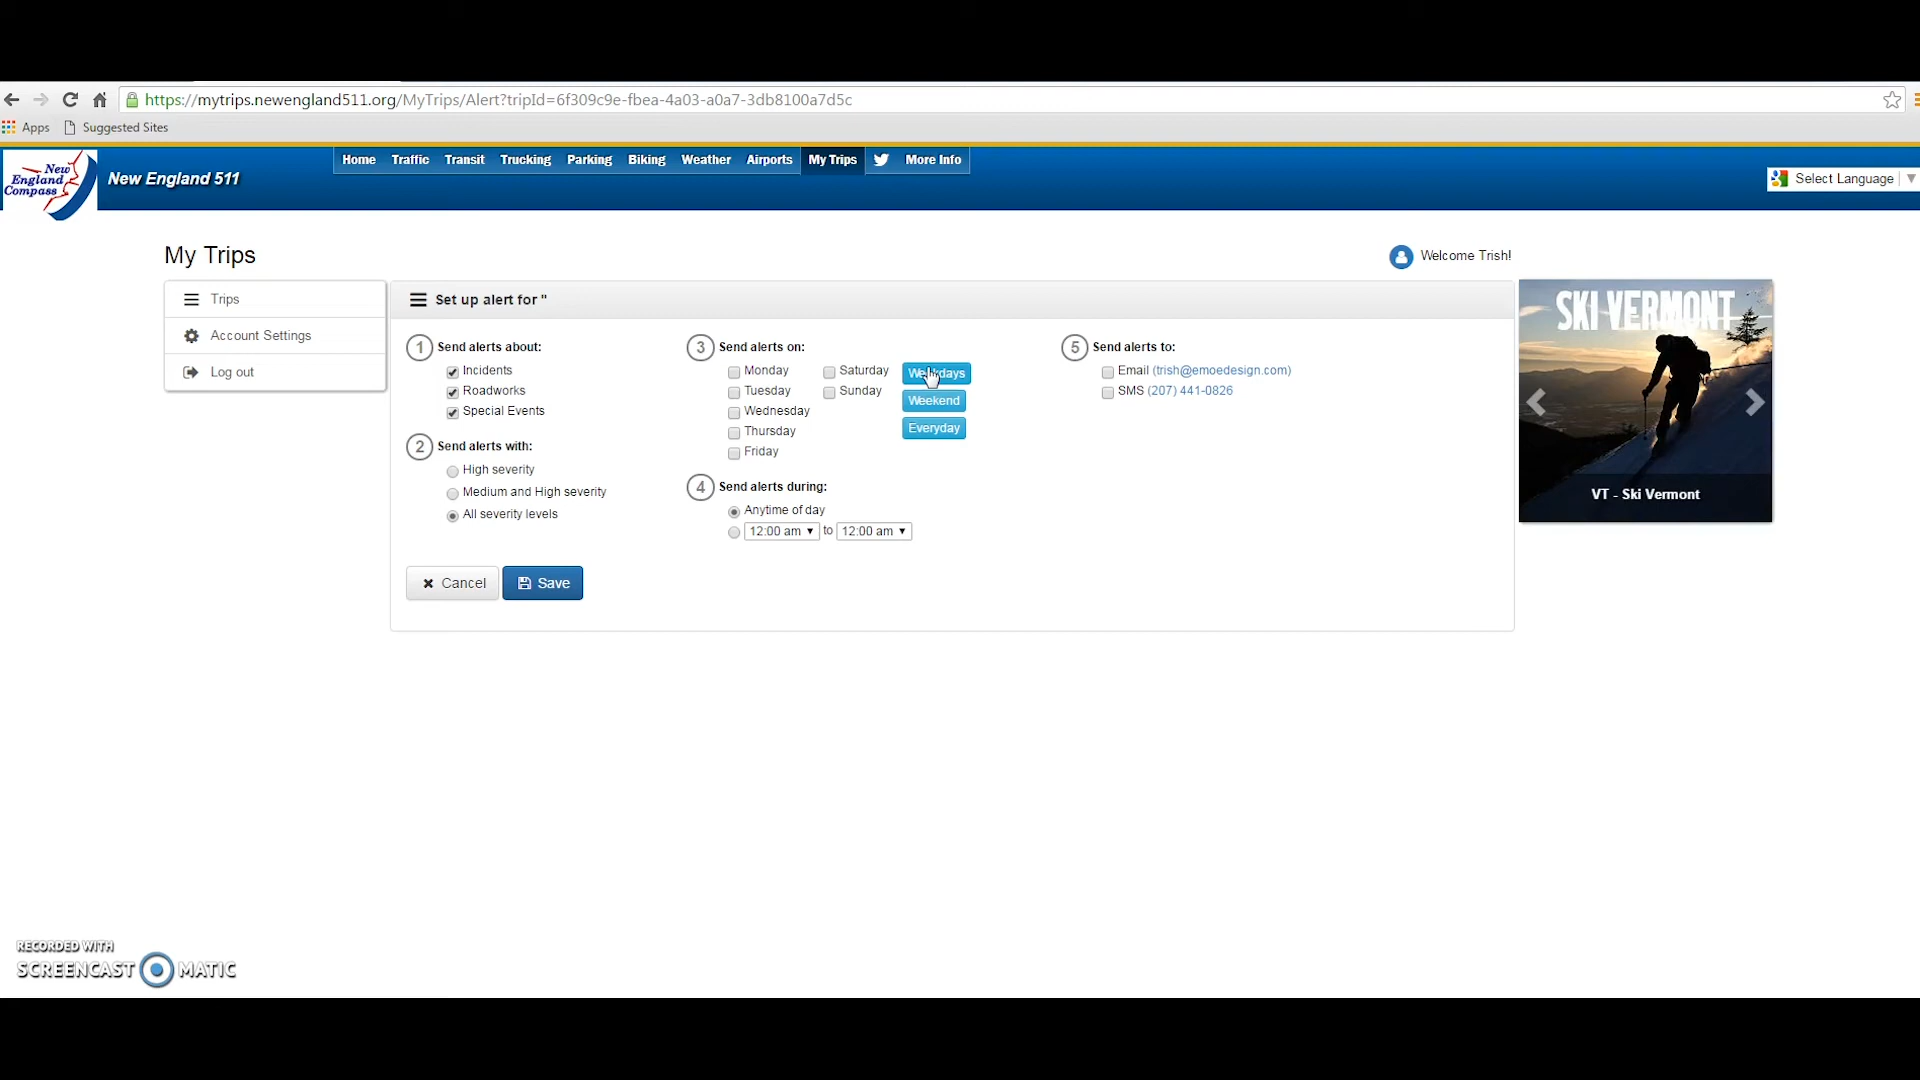 https://mytrips.newengland511.org/MyTrips/Alert?tripId=6f309c9e-fbea-4a03-a0a7-3db8100a7d5c
Apps Suggested Sites
New England Compass
New England 511
Home Traffic Transit Trucking Parking Biking Weather Airports My Trips More Info
Select Language
My Trips
Welcome Trish!
Trips
Account Settings
Log out
Set up alert for "
1 Send alerts about:
Incidents
Roadworks
Special Events
2 Send alerts with:
High severity
Medium and High severity
All severity levels
3 Send alerts on:
Monday
Tuesday
Wednesday
Thursday
Friday
Saturday
Sunday
Weekdays
Weekend
Everyday
4 Send alerts during:
Anytime of day
12:00 am to 12:00 am
5 Send alerts to:
Email (trish@emoedesign.com)
SMS (207) 441-0826
Cancel Save
SKI VERMONT
VT - Ski Vermont
RECORDED WITH
SCREENCAST MATIC